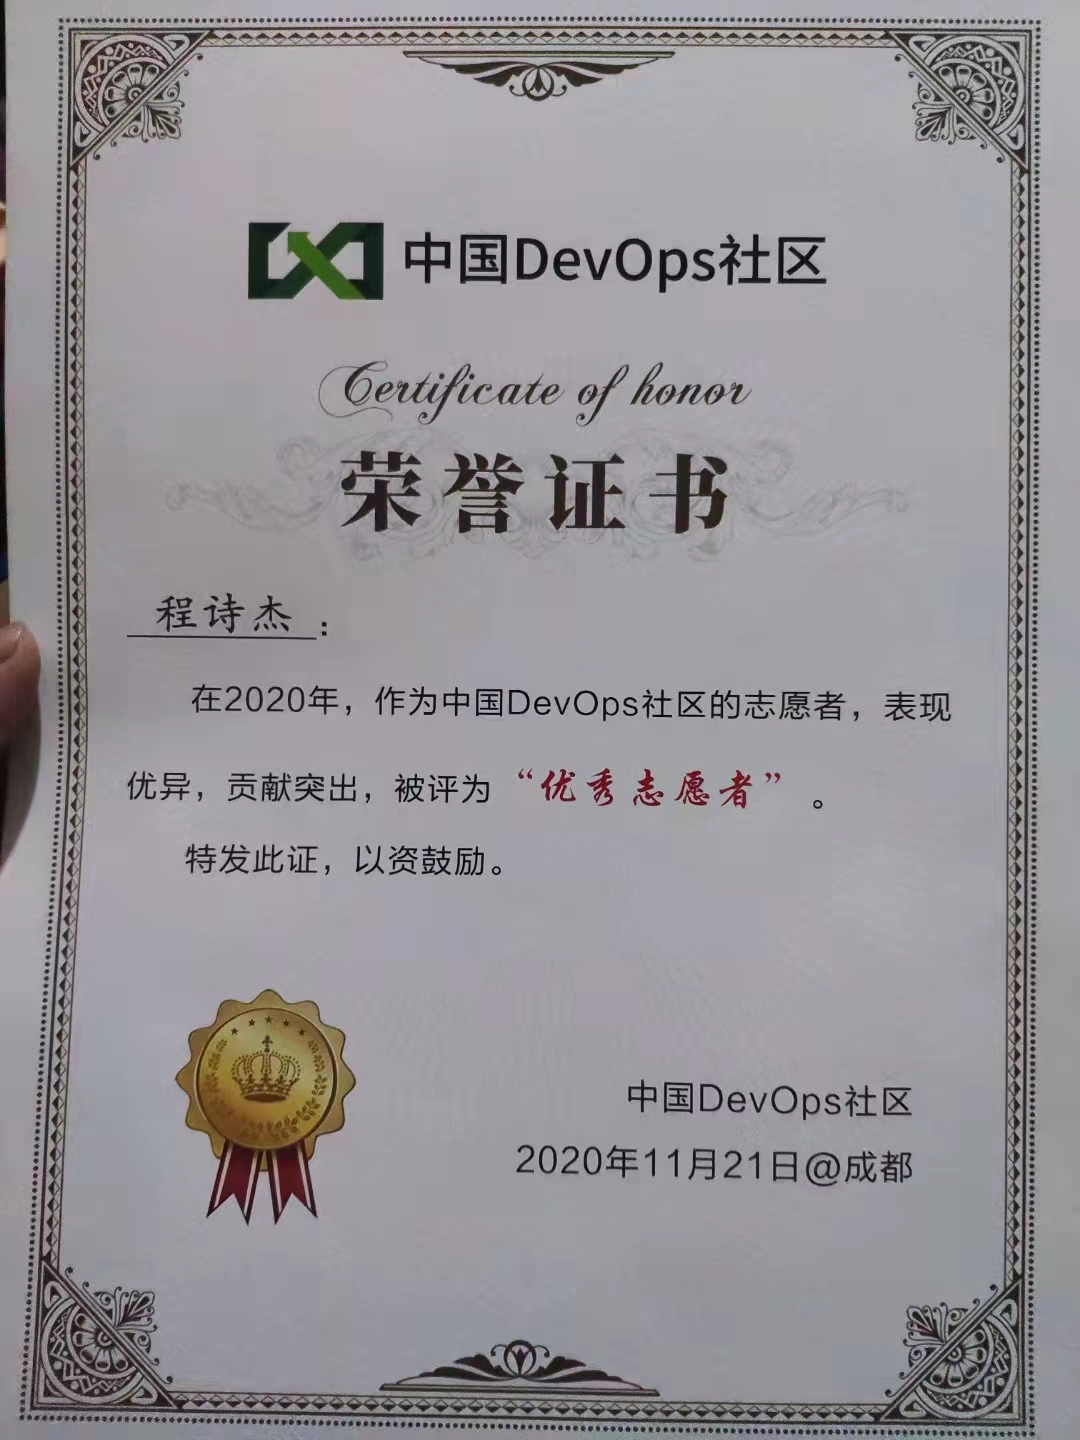 中国DevOps社区
Certificate of honor
荣誉证书
程诗杰：
在2020年，作为中国DevOps社区的志愿者，表现
优异，贡献突出，被评为“优秀志愿者”。
特发此证，以资鼓励。
中国DevOps社区
2020年11月21日@成都